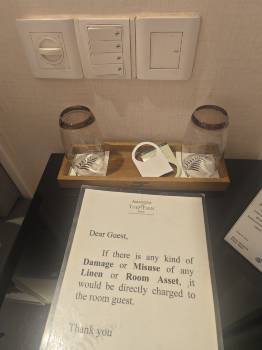 Dear Guest,
If there is any kind of
Damage or Misuse of any
Linen or Room Asset, it
would be directly charged to
the room guest.
Thank you